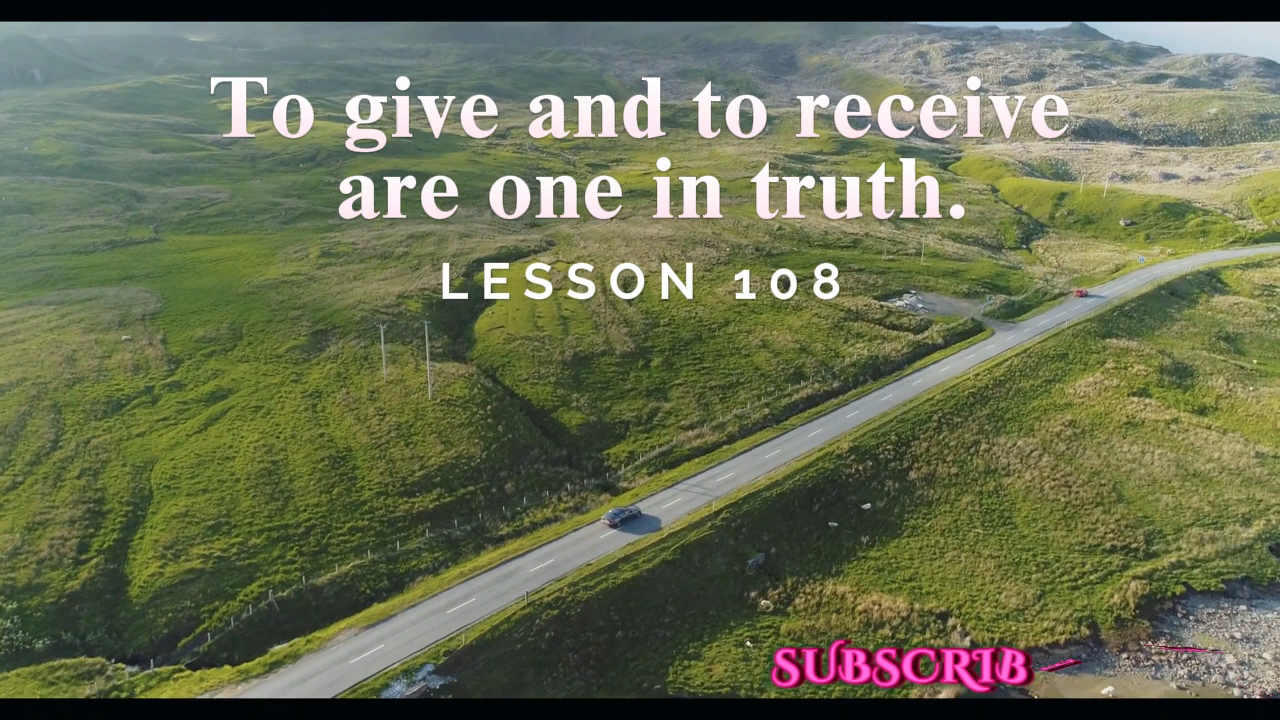 To give and to receive
are one in truth.
LESSON 108
SUBSCRIB